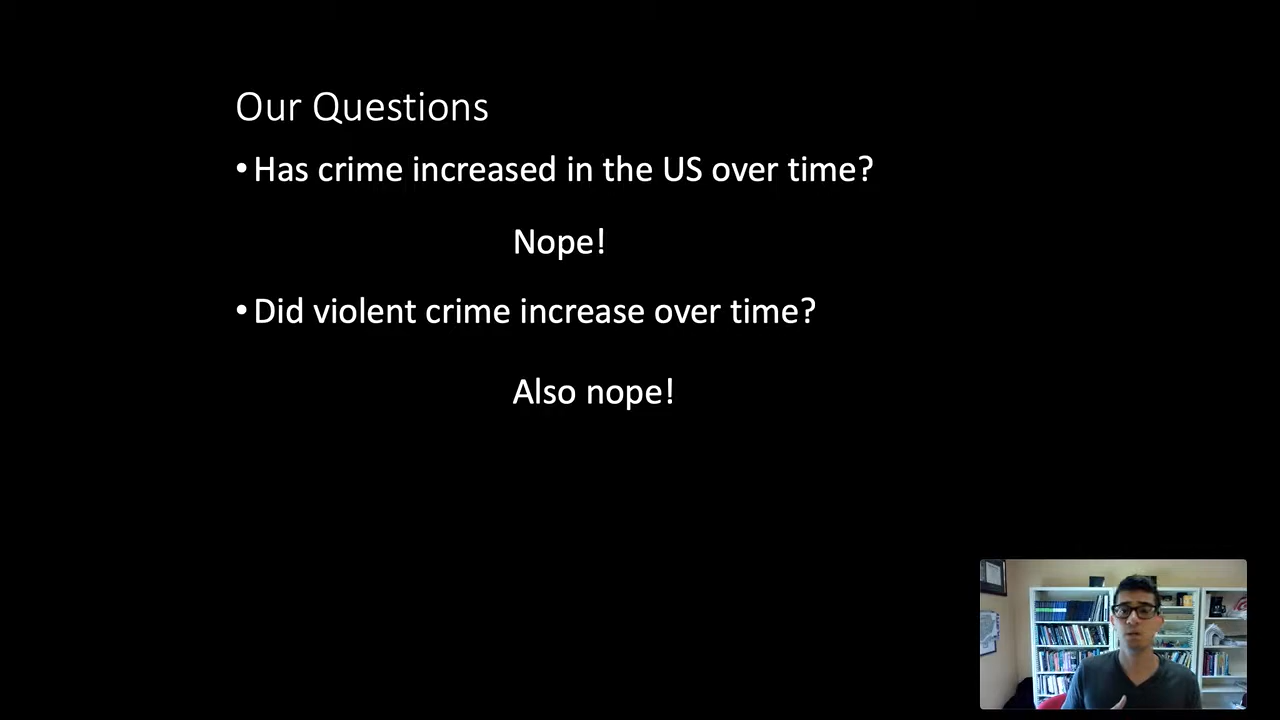 Our Questions
•Has crime increased in the US over time?
Nope!
•Did violent crime increase over time?
Also nope!